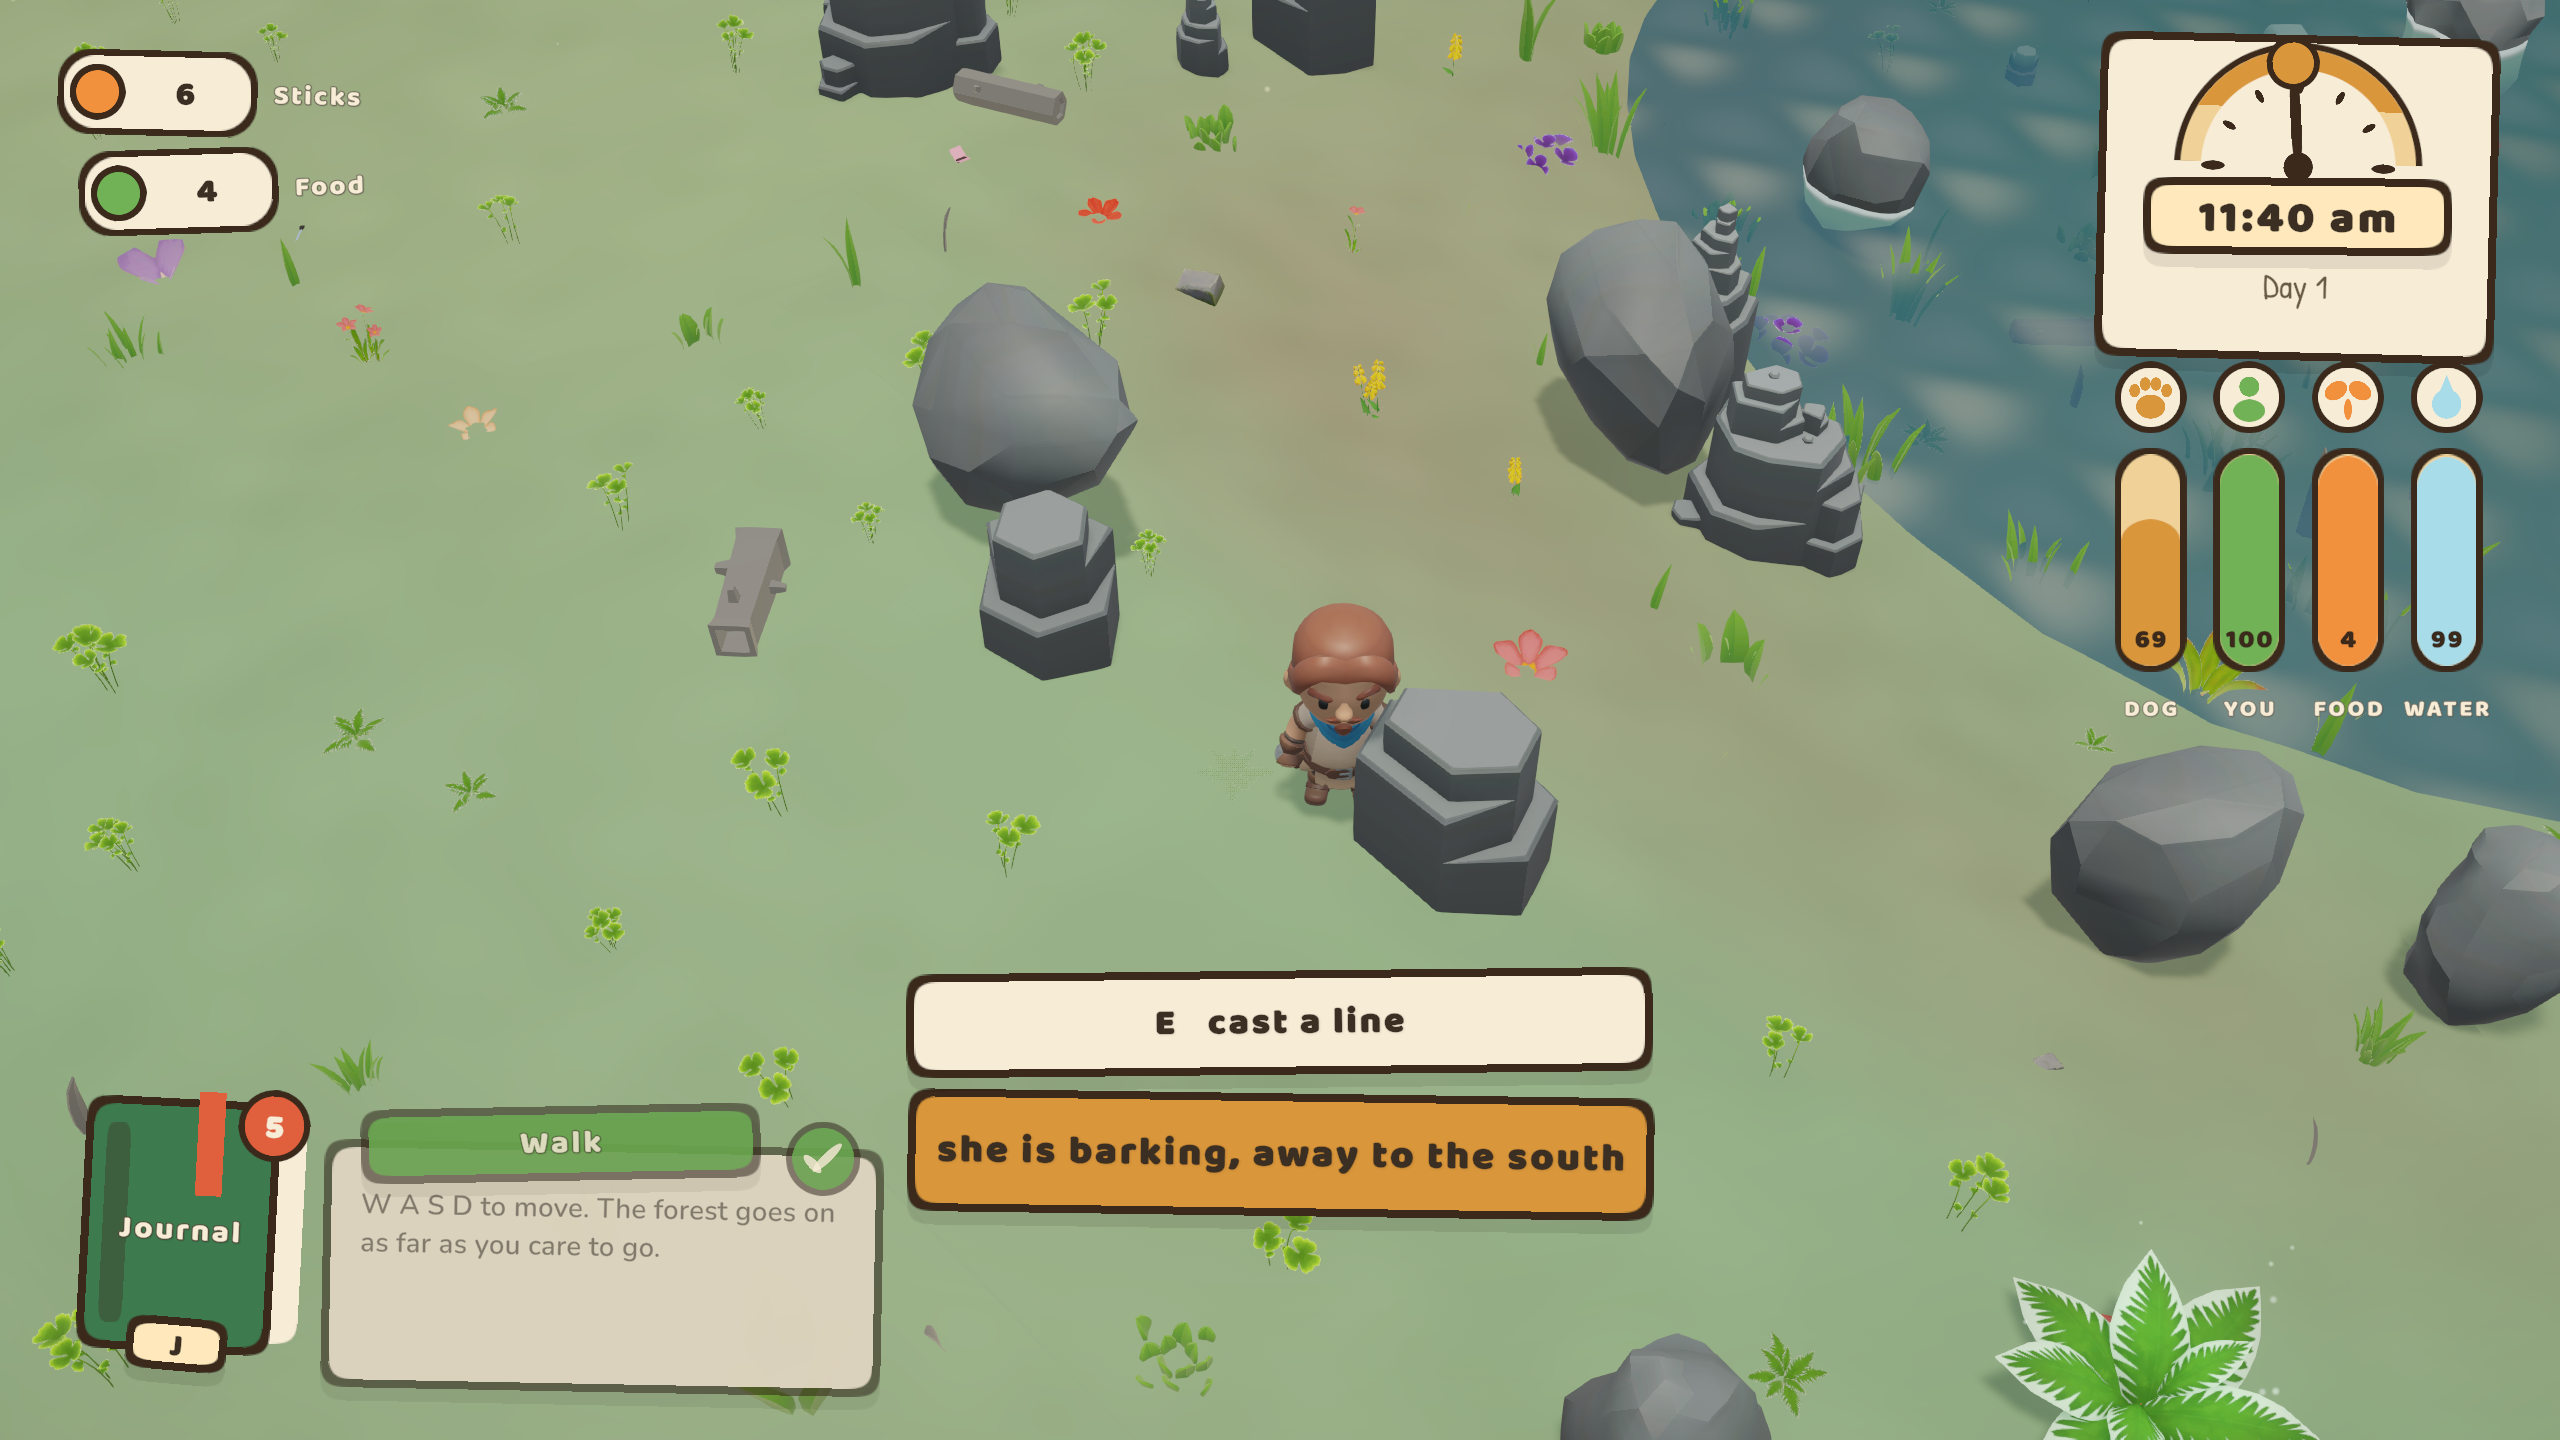 6 Sticks
4 Food
11:40 am
Day 1
69 100 4 99
DOG YOU FOOD WATER
E cast a line
she is barking, away to the south
5
Journal
J
Walk
W A S D to move. The forest goes on
as far as you care to go.